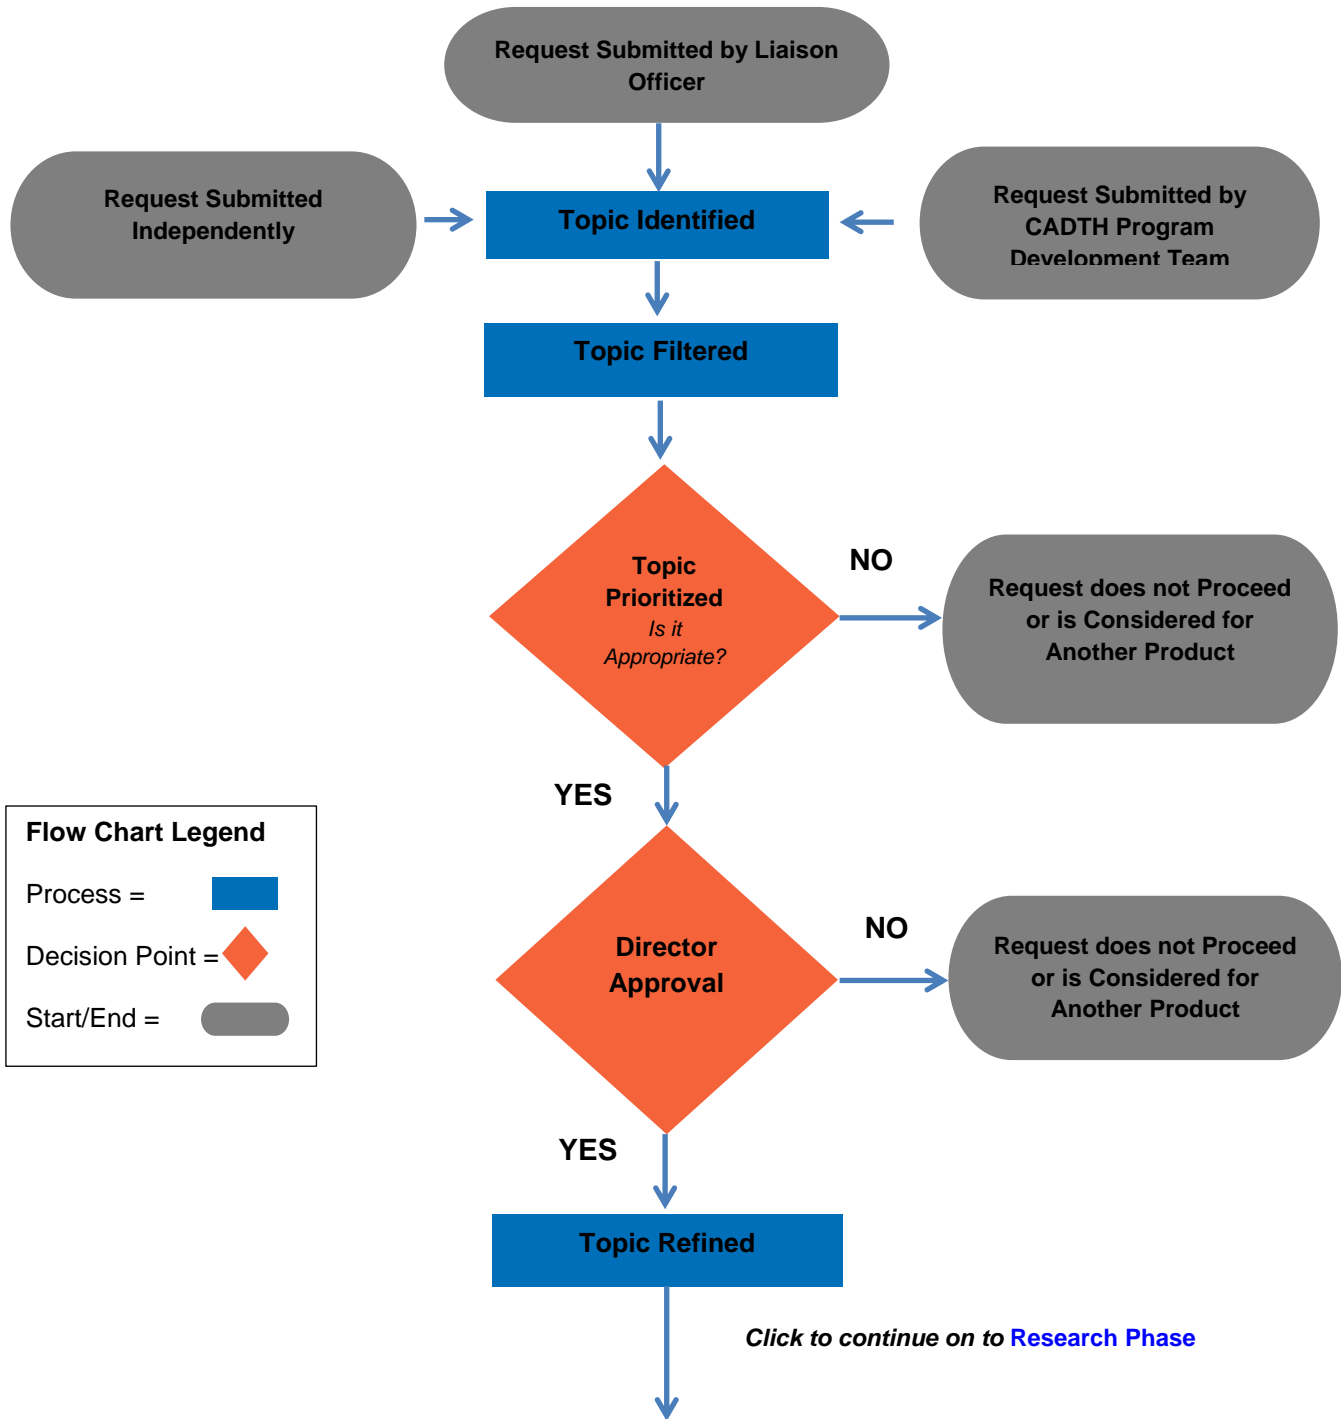 Request Submitted by Liaison
Officer
Request Submitted
Independently
Topic Identified
Request Submitted by
CADTH Program
Development Team
Topic Filtered
Topic
Prioritized
Is it
Appropriate?
NO
Request does not Proceed
or is Considered for
Another Product
YES
Flow Chart Legend
Process =
Decision Point =
Start/End =
Director
Approval
NO
Request does not Proceed
or is Considered for
Another Product
YES
Topic Refined
Click to continue on to Research Phase